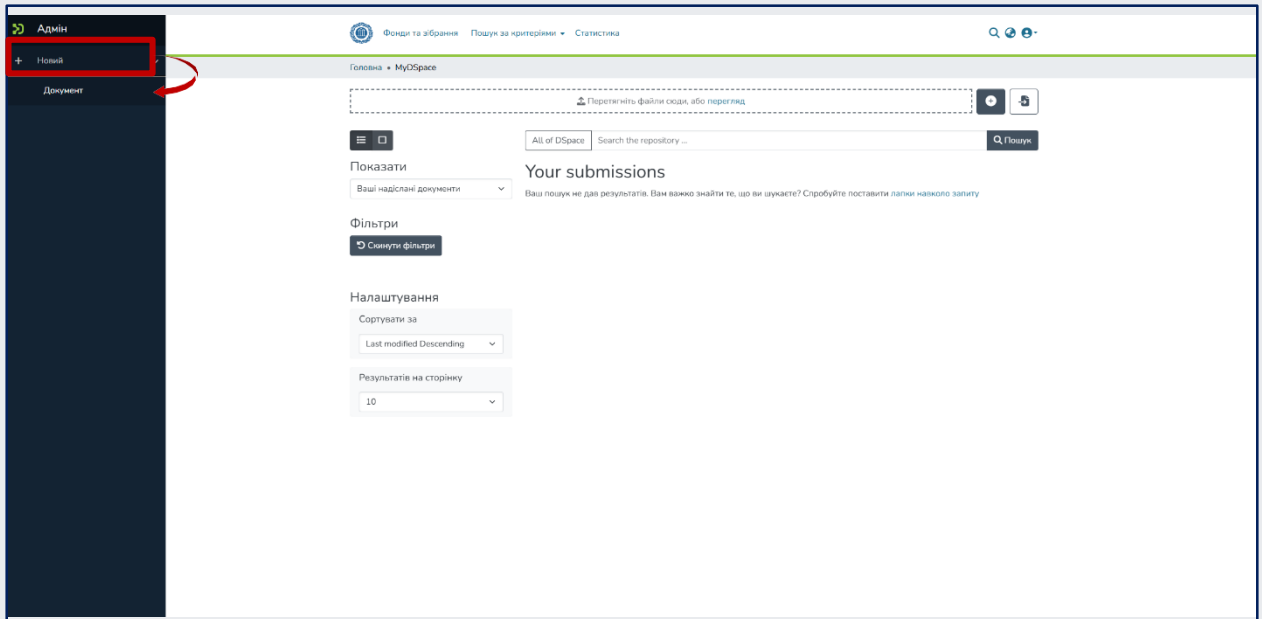 Адмін
Новий
Документ
Фонди та зібрання Пошук за критеріями Статистика
Головна • MyDSpace
Перетягніть файли сюди, або перегляд
All of DSpace Search the repository ... Пошук
Показати
Ваші надіслані документи
Your submissions
Ваш пошук не дав результатів. Вам важко знайти те, що ви шукаєте? Спробуйте поставити лапки навколо запиту
Фільтри
Скинути фільтри
Налаштування
Сортувати за
Last modified Descending
Результатів на сторінку
10